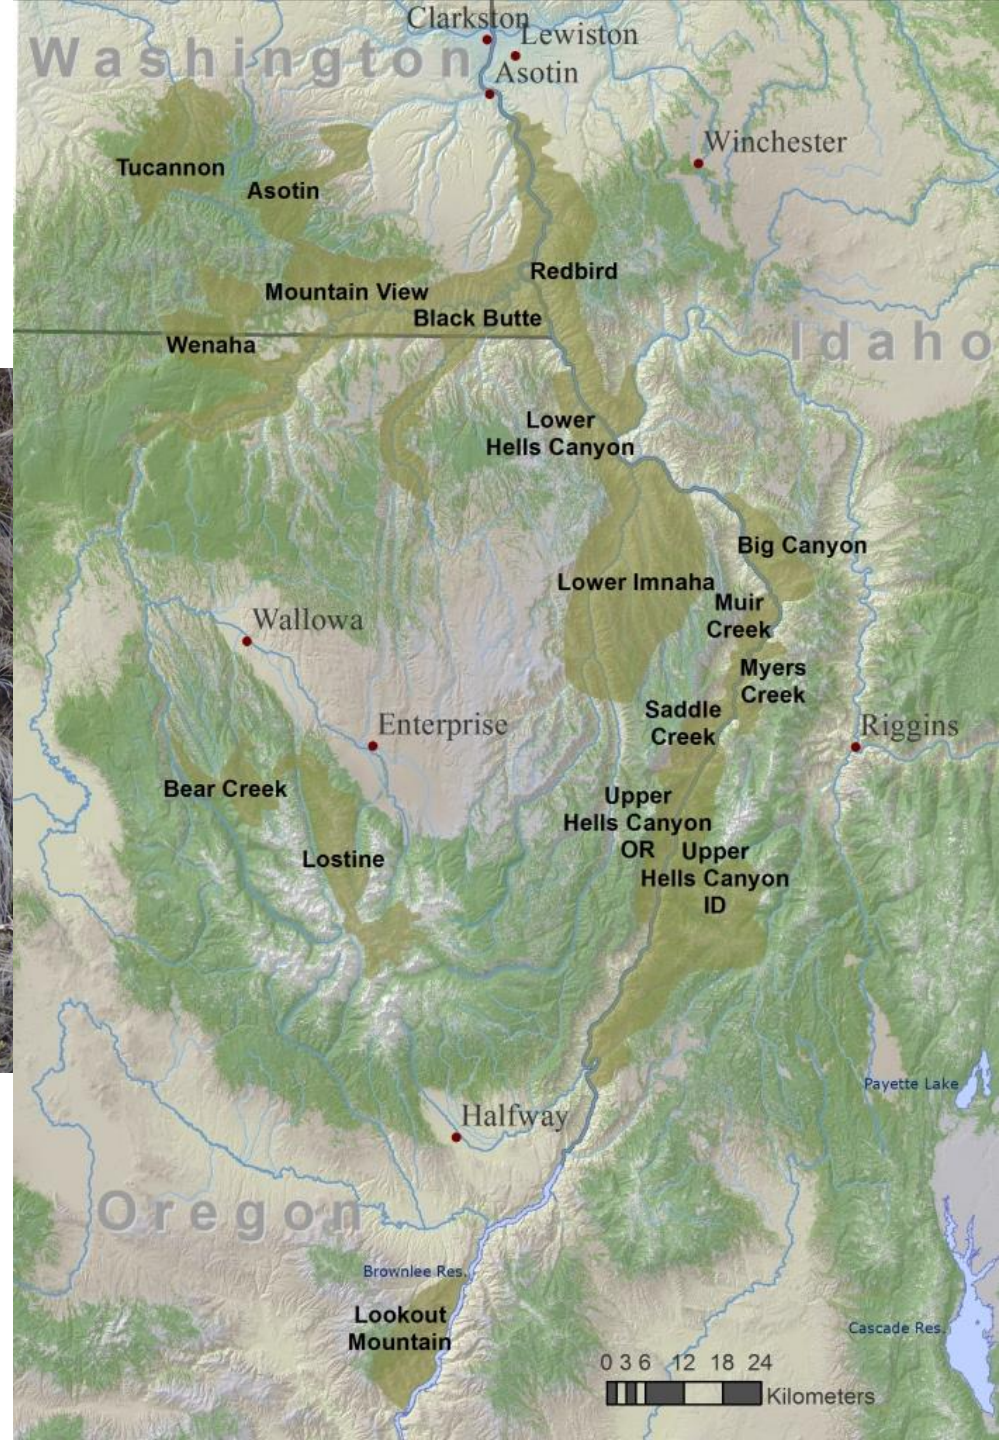 Clarkston
Lewiston
Washington
Asotin
Winchester
Tucannon
Asotin
Redbird
Mountain View
Black Butte
Idaho
Wenaha
Lower
Hells Canyon
Big Canyon
Lower Imnaha
Muir
Creek
Wallowa
Myers
Creek
Saddle
Creek
Enterprise
Riggins
Bear Creek
Upper
Hells Canyon
OR
Upper
Hells Canyon
ID
Lostine
Payette Lake
Halfway
Oregon
Brownlee Res.
Lookout
Mountain
Cascade Res.
0 3 6 12 18 24
Kilometers